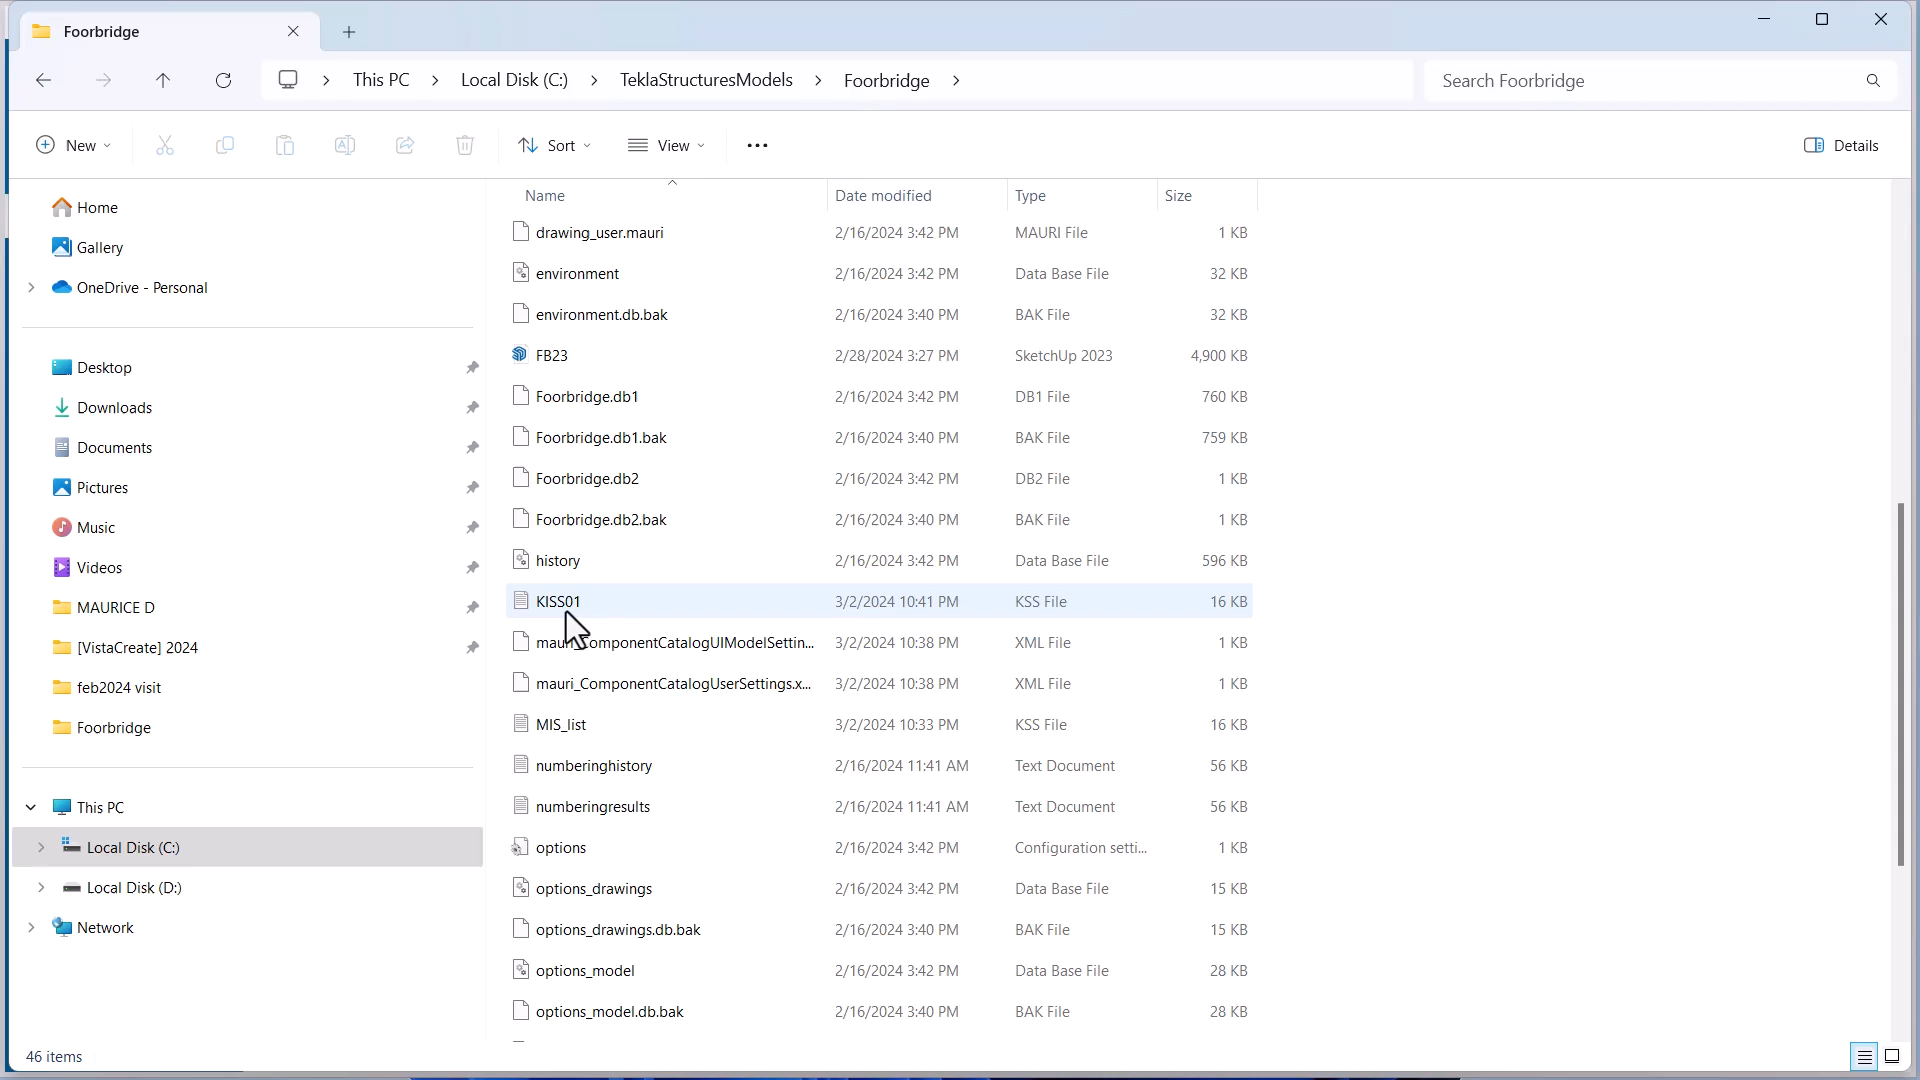 Foorbridge
This PC
Local Disk (C:)
TeklaStructuresModels
Foorbridge
Search Foorbridge
New
Sort
View
Details
Home
Gallery
OneDrive - Personal
Desktop
Downloads
Documents
Pictures
Music
Videos
MAURICE D
[VistaCreate] 2024
feb2024 visit
Foorbridge
This PC
Local Disk (C:)
Local Disk (D:)
Network
Name Date modified Type Size
drawing_user.mauri 2/16/2024 3:42 PM MAURI File 1 KB
environment 2/16/2024 3:42 PM Data Base File 32 KB
environment.db.bak 2/16/2024 3:40 PM BAK File 32 KB
FB23 2/28/2024 3:27 PM SketchUp 2023 4,900 KB
Foorbridge.db1 2/16/2024 3:42 PM DB1 File 760 KB
Foorbridge.db1.bak 2/16/2024 3:40 PM BAK File 759 KB
Foorbridge.db2 2/16/2024 3:42 PM DB2 File 1 KB
Foorbridge.db2.bak 2/16/2024 3:40 PM BAK File 1 KB
history 2/16/2024 3:42 PM Data Base File 596 KB
KISS01 3/2/2024 10:41 PM KSS File 16 KB
mauri_ComponentCatalogUIModelSettin... 3/2/2024 10:38 PM XML File 1 KB
mauri_ComponentCatalogUserSettings.x... 3/2/2024 10:38 PM XML File 1 KB
MIS_list 3/2/2024 10:33 PM KSS File 16 KB
numberinghistory 2/16/2024 11:41 AM Text Document 56 KB
numberingresults 2/16/2024 11:41 AM Text Document 56 KB
options 2/16/2024 3:42 PM Configuration setti... 1 KB
options_drawings 2/16/2024 3:42 PM Data Base File 15 KB
options_drawings.db.bak 2/16/2024 3:40 PM BAK File 15 KB
options_model 2/16/2024 3:42 PM Data Base File 28 KB
options_model.db.bak 2/16/2024 3:40 PM BAK File 28 KB
46 items